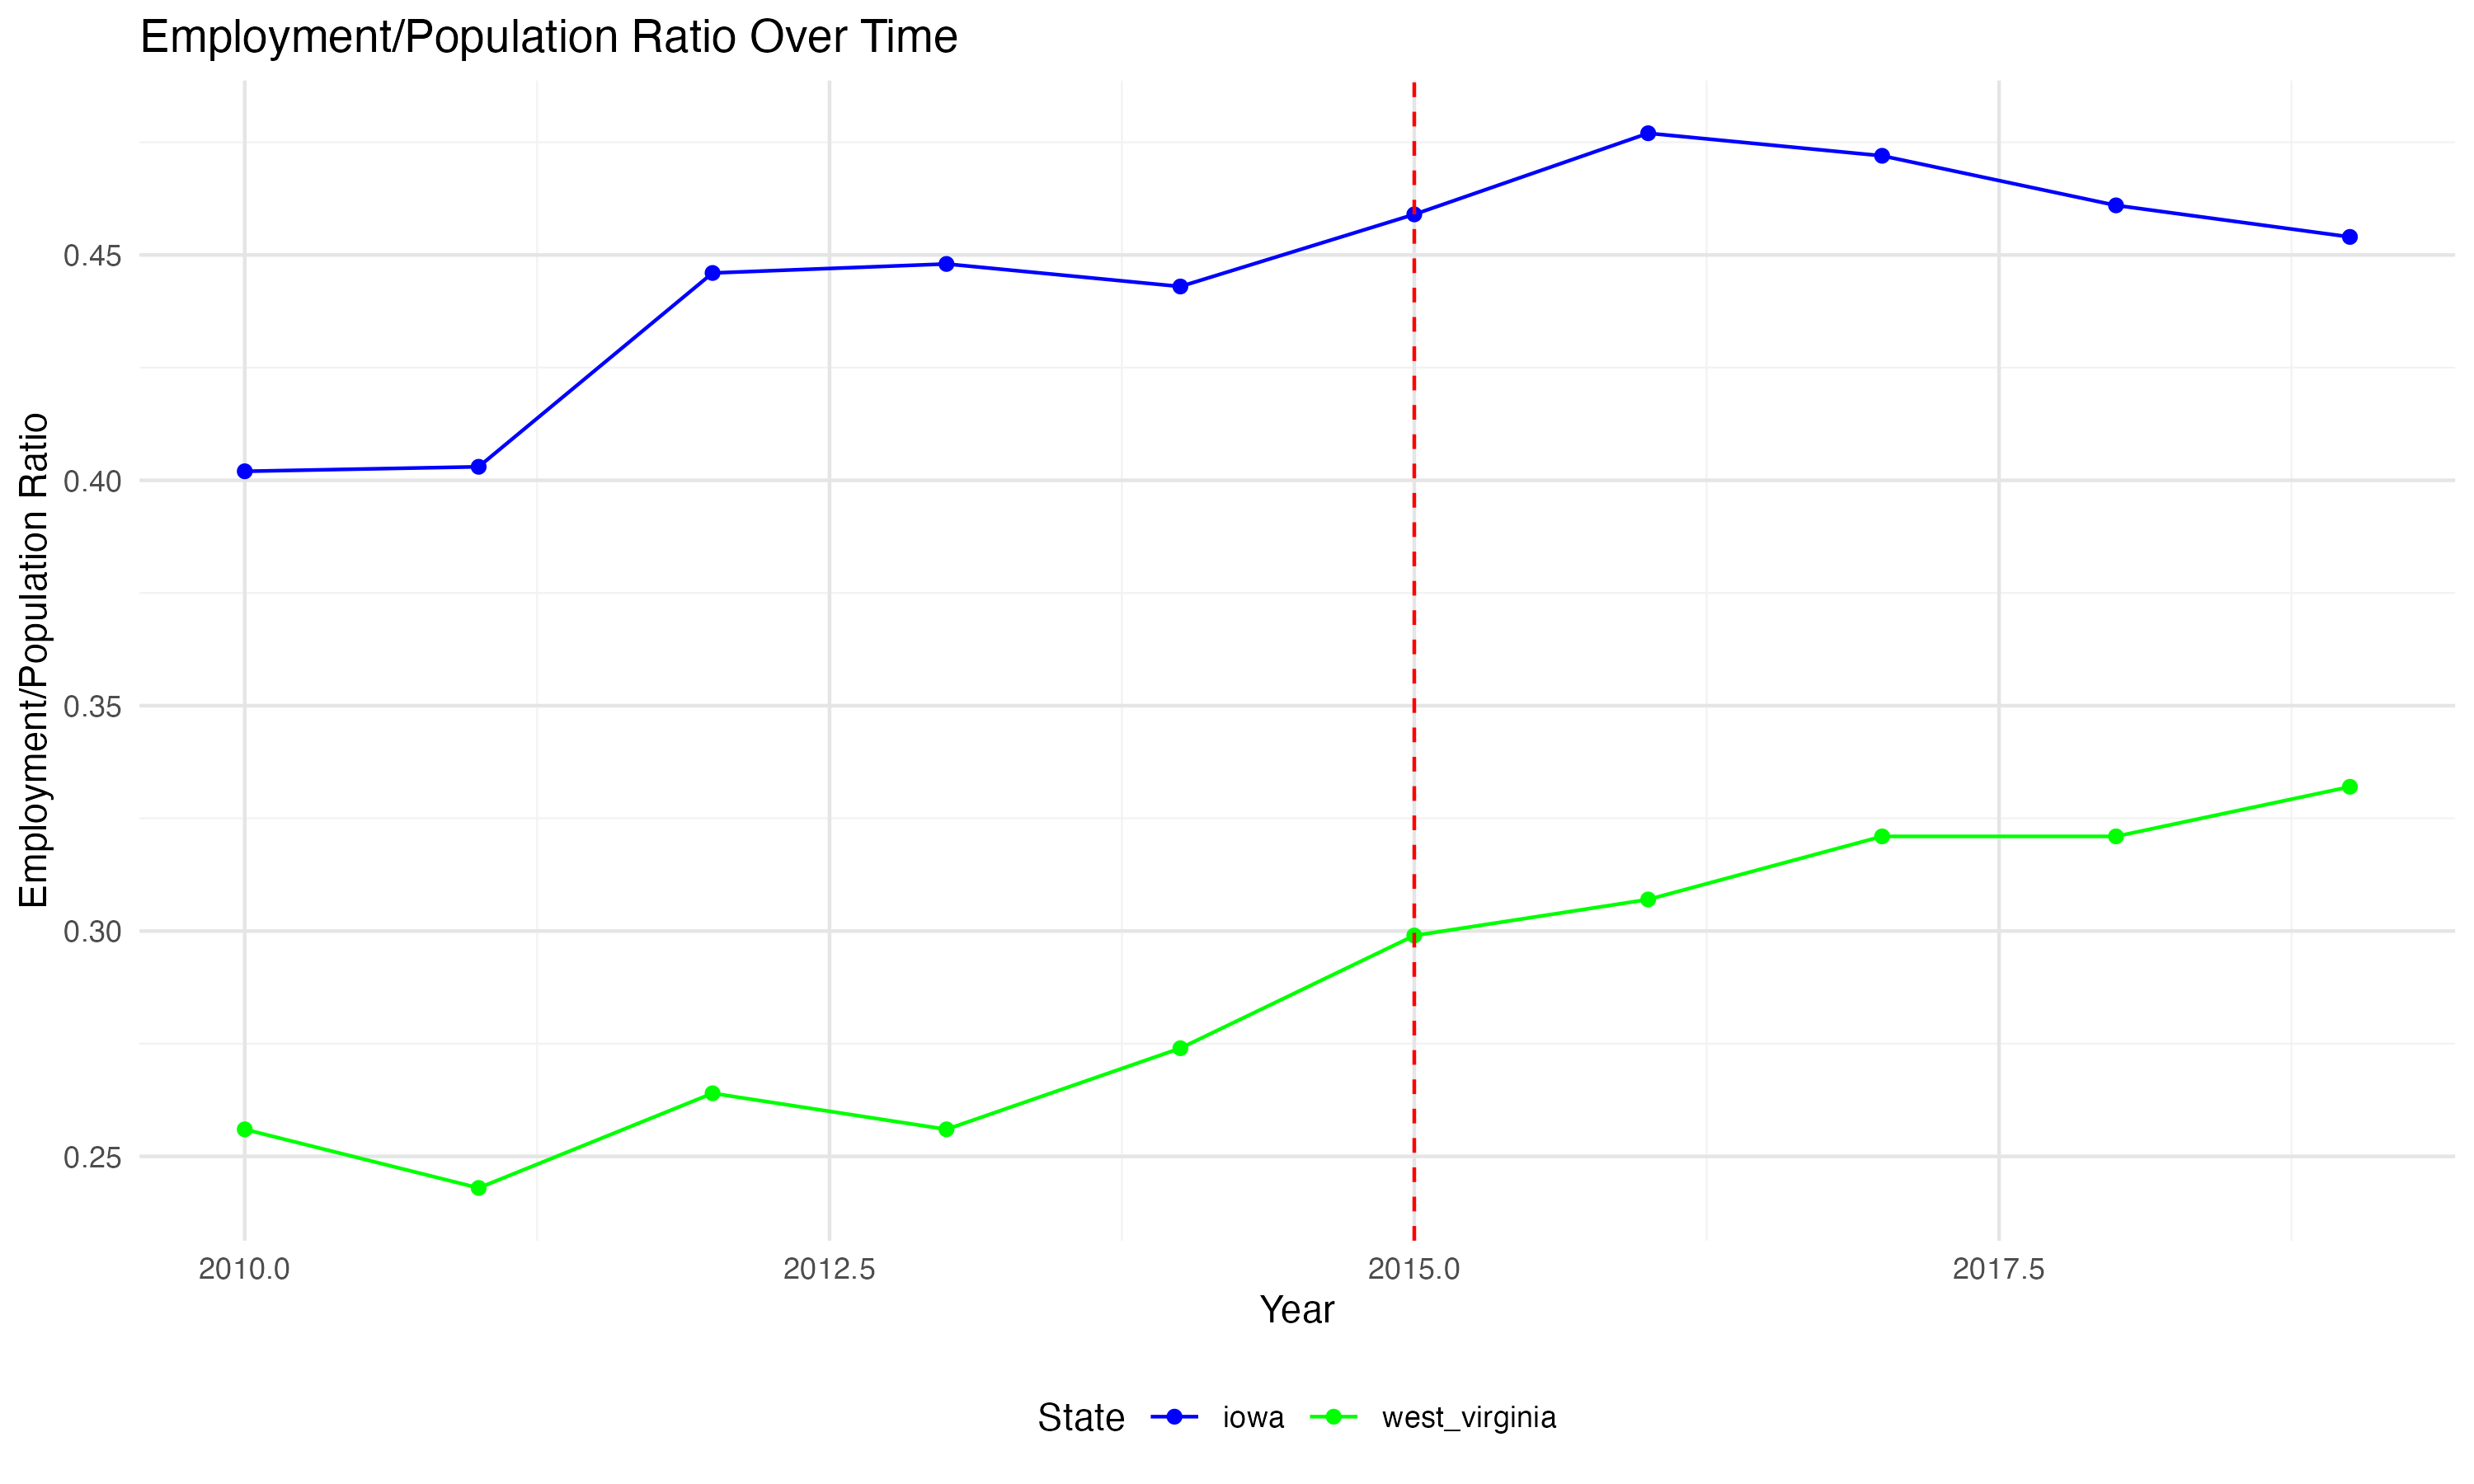 Employment/Population Ratio Over Time
Employment/Population Ratio
0.45
0.40
0.35
0.30
0.25
2010.0 2012.5 2015.0 2017.5
Year
State iowa west_virginia